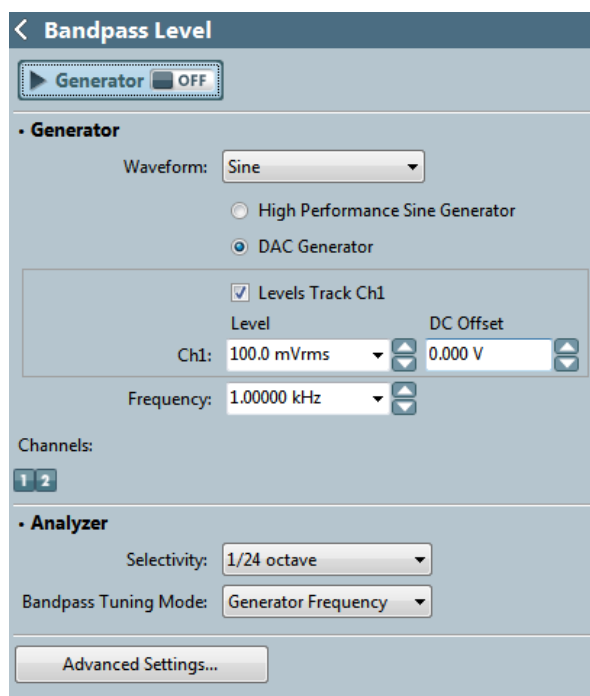 Bandpass Level
Generator OFF
• Generator
Waveform: Sine
High Performance Sine Generator
DAC Generator
Levels Track Ch1
Level DC Offset
Ch1: 100.0 mVrms 0.000 V
Frequency: 1.00000 kHz
Channels:
1 2
• Analyzer
Selectivity: 1/24 octave
Bandpass Tuning Mode: Generator Frequency
Advanced Settings...